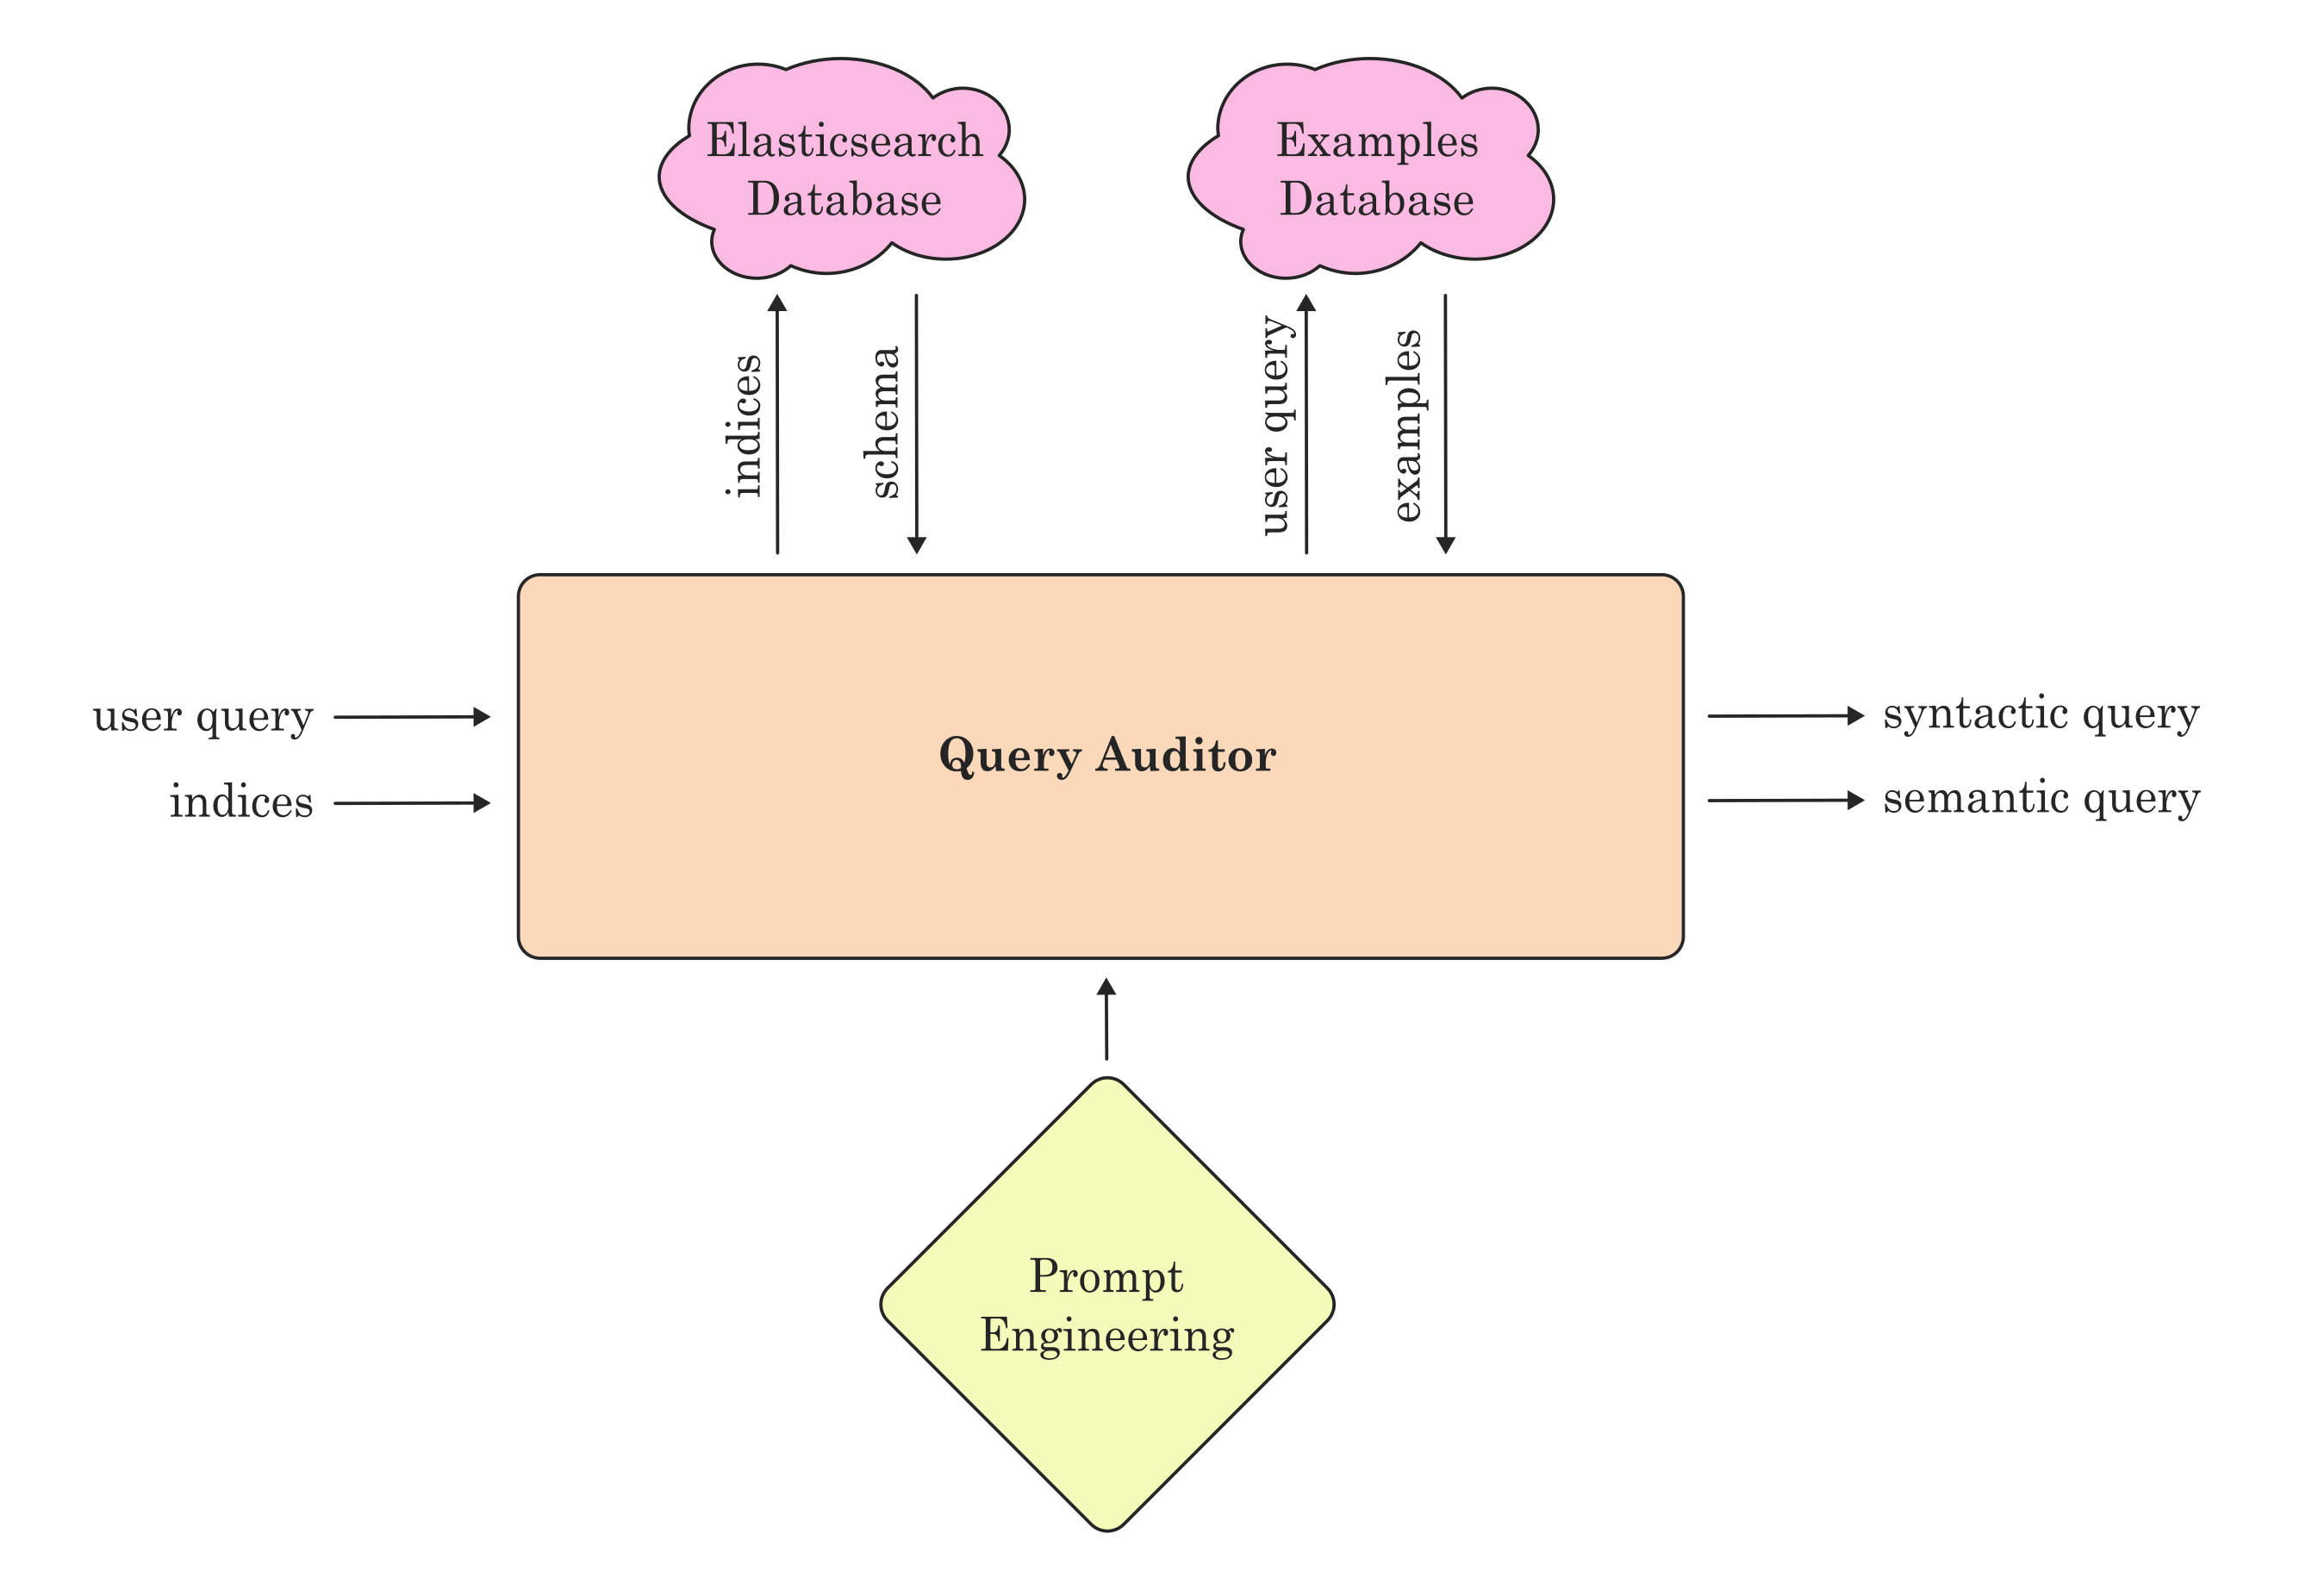 Elasticsearch
Database
Examples
Database
indices
schema
user query
examples
user query
indices
Query Auditor
syntactic query
semantic query
Prompt
Engineering